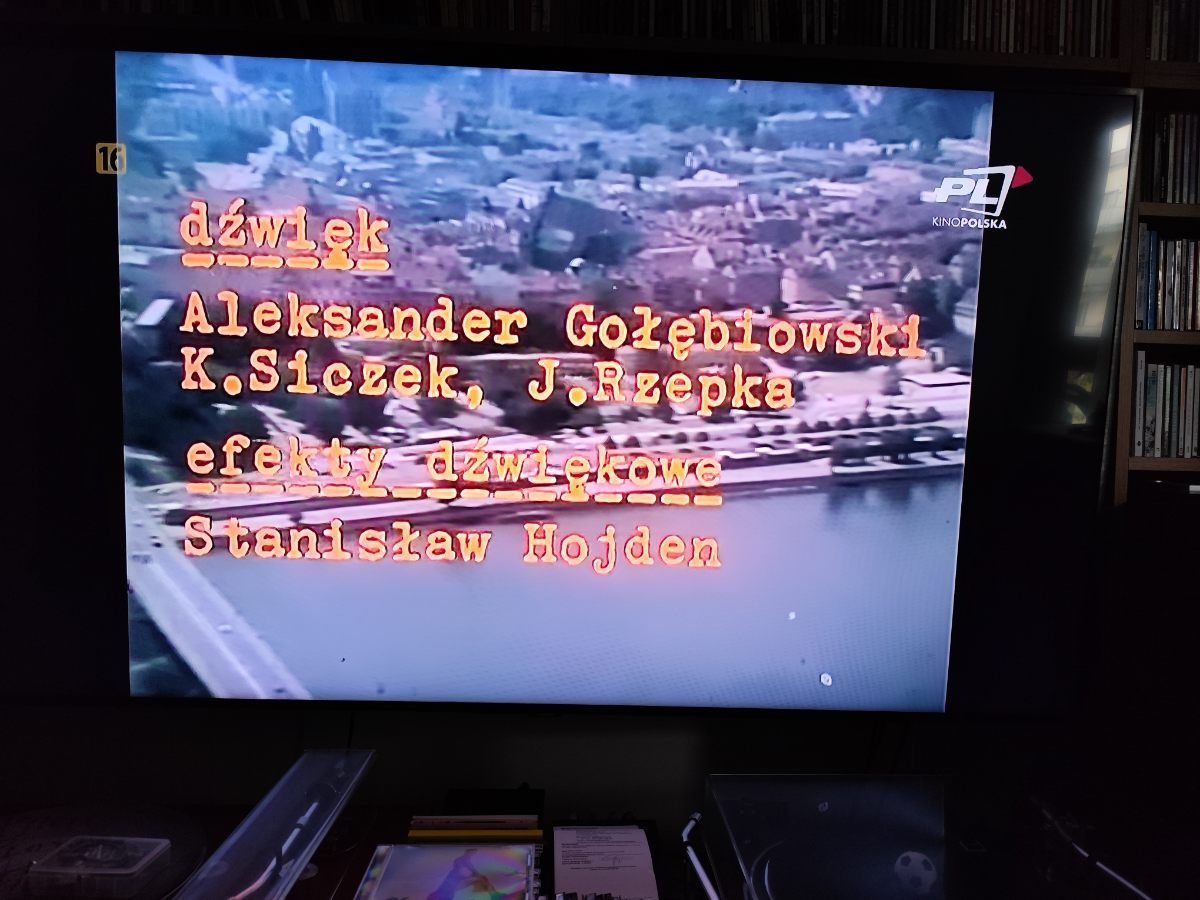 16
PL
KINOPOLSKA
dźwięk
Aleksander Gołębiowski
K.Siczek, J.Rzepka
efekty dźwiękowe
Stanisław Hojden